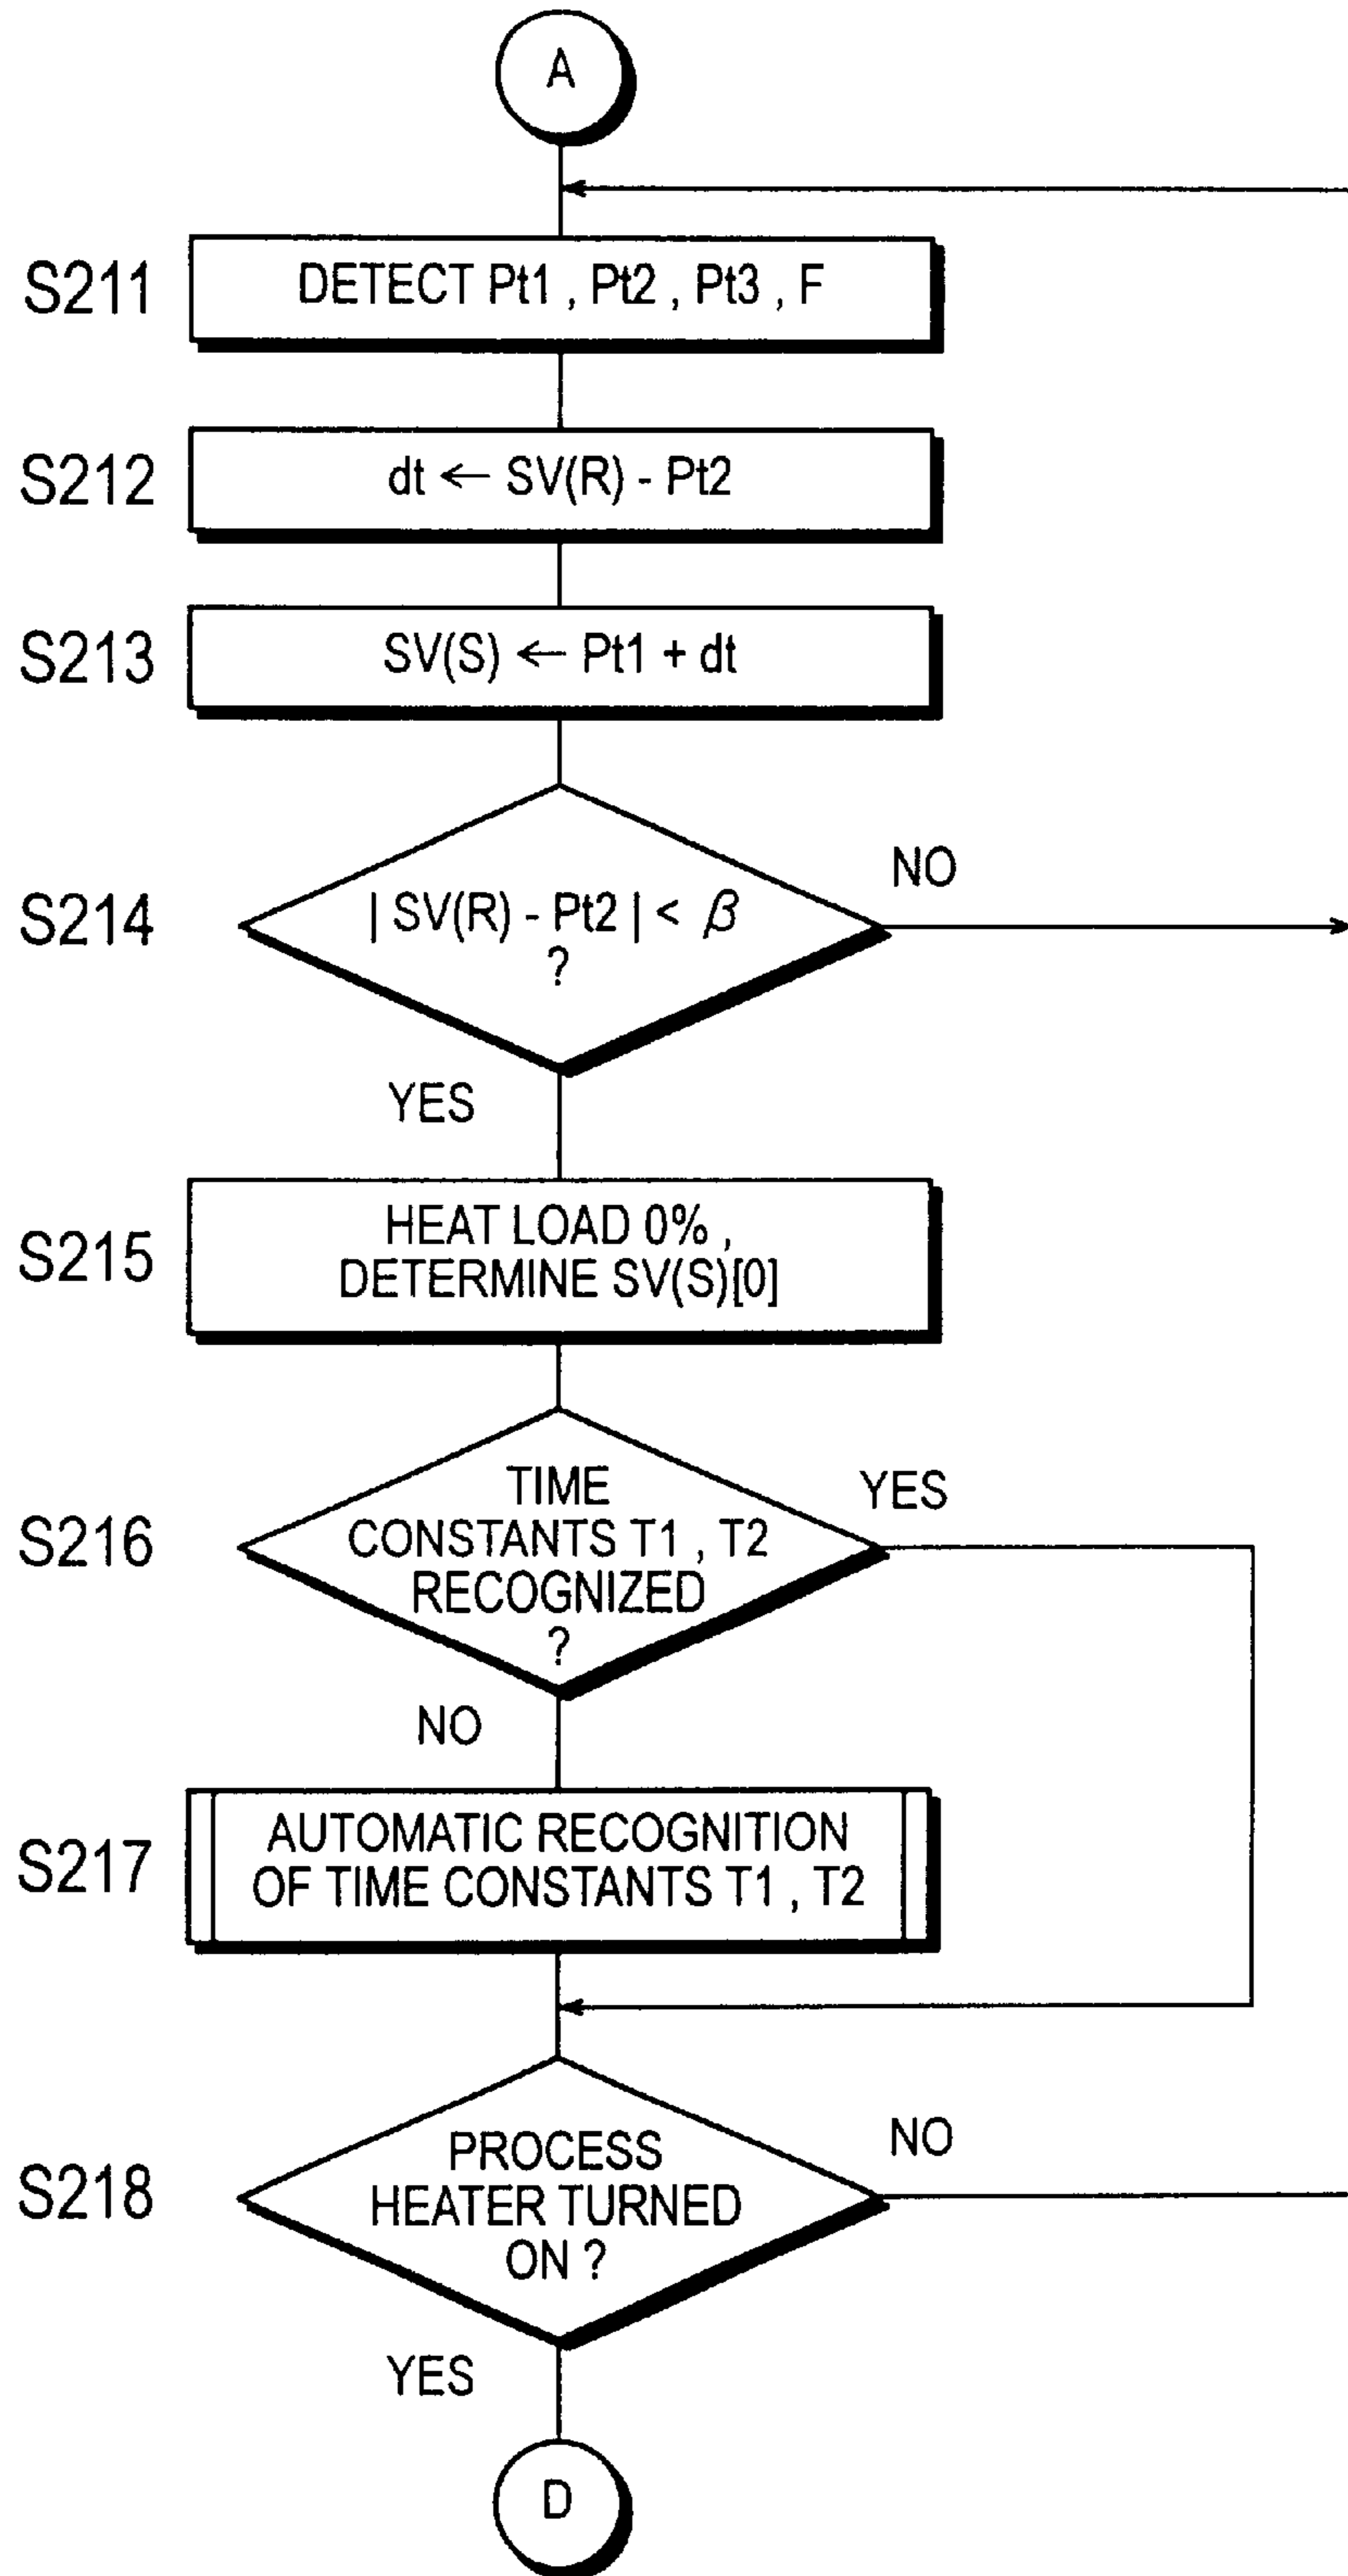 A
S211
DETECT Pt1 , Pt2 , Pt3 , F
S212
dt ← SV(R) - Pt2
S213
SV(S) ← Pt1 + dt
S214
| SV(R) - Pt2 | < β
?
NO
YES
S215
HEAT LOAD 0% ,
DETERMINE SV(S)[0]
S216
TIME
CONSTANTS T1 , T2
RECOGNIZED
?
YES
NO
S217
AUTOMATIC RECOGNITION
OF TIME CONSTANTS T1 , T2
S218
PROCESS
HEATER TURNED
ON ?
NO
YES
D